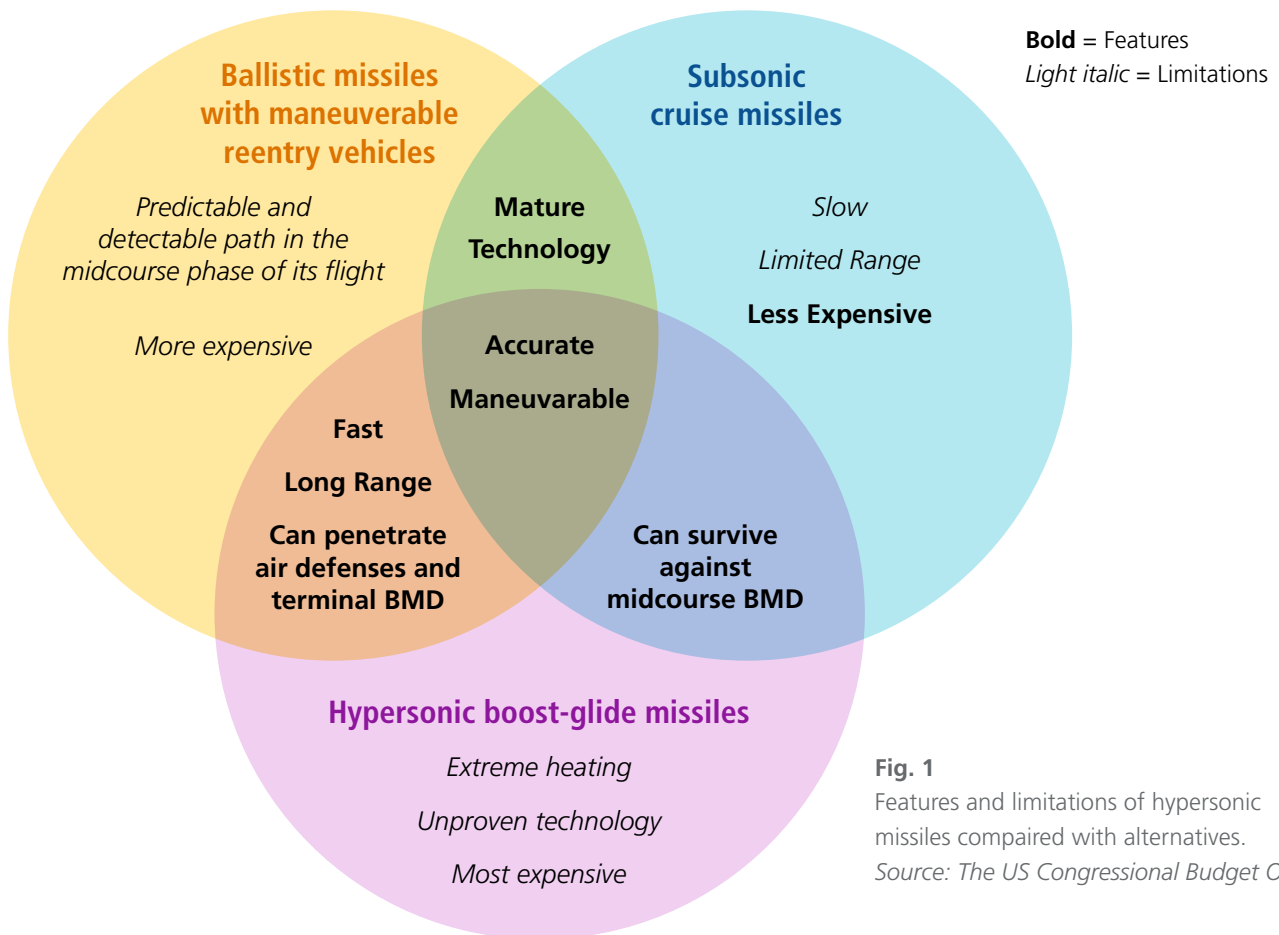 Bold = Features
Light italic = Limitations
Ballistic missiles
with maneuverable
reentry vehicles
Predictable and
detectable path in the
midcourse phase of its flight
More expensive
Subsonic
cruise missiles
Slow
Limited Range
Less Expensive
Mature
Technology
Accurate
Maneuvarable
Fast
Long Range
Can penetrate
air defenses and
terminal BMD
Can survive
against
midcourse BMD
Hypersonic boost-glide missiles
Extreme heating
Unproven technology
Most expensive
Fig. 1
Features and limitations of hypersonic
missiles compaired with alternatives.
Source: The US Congressional Budget